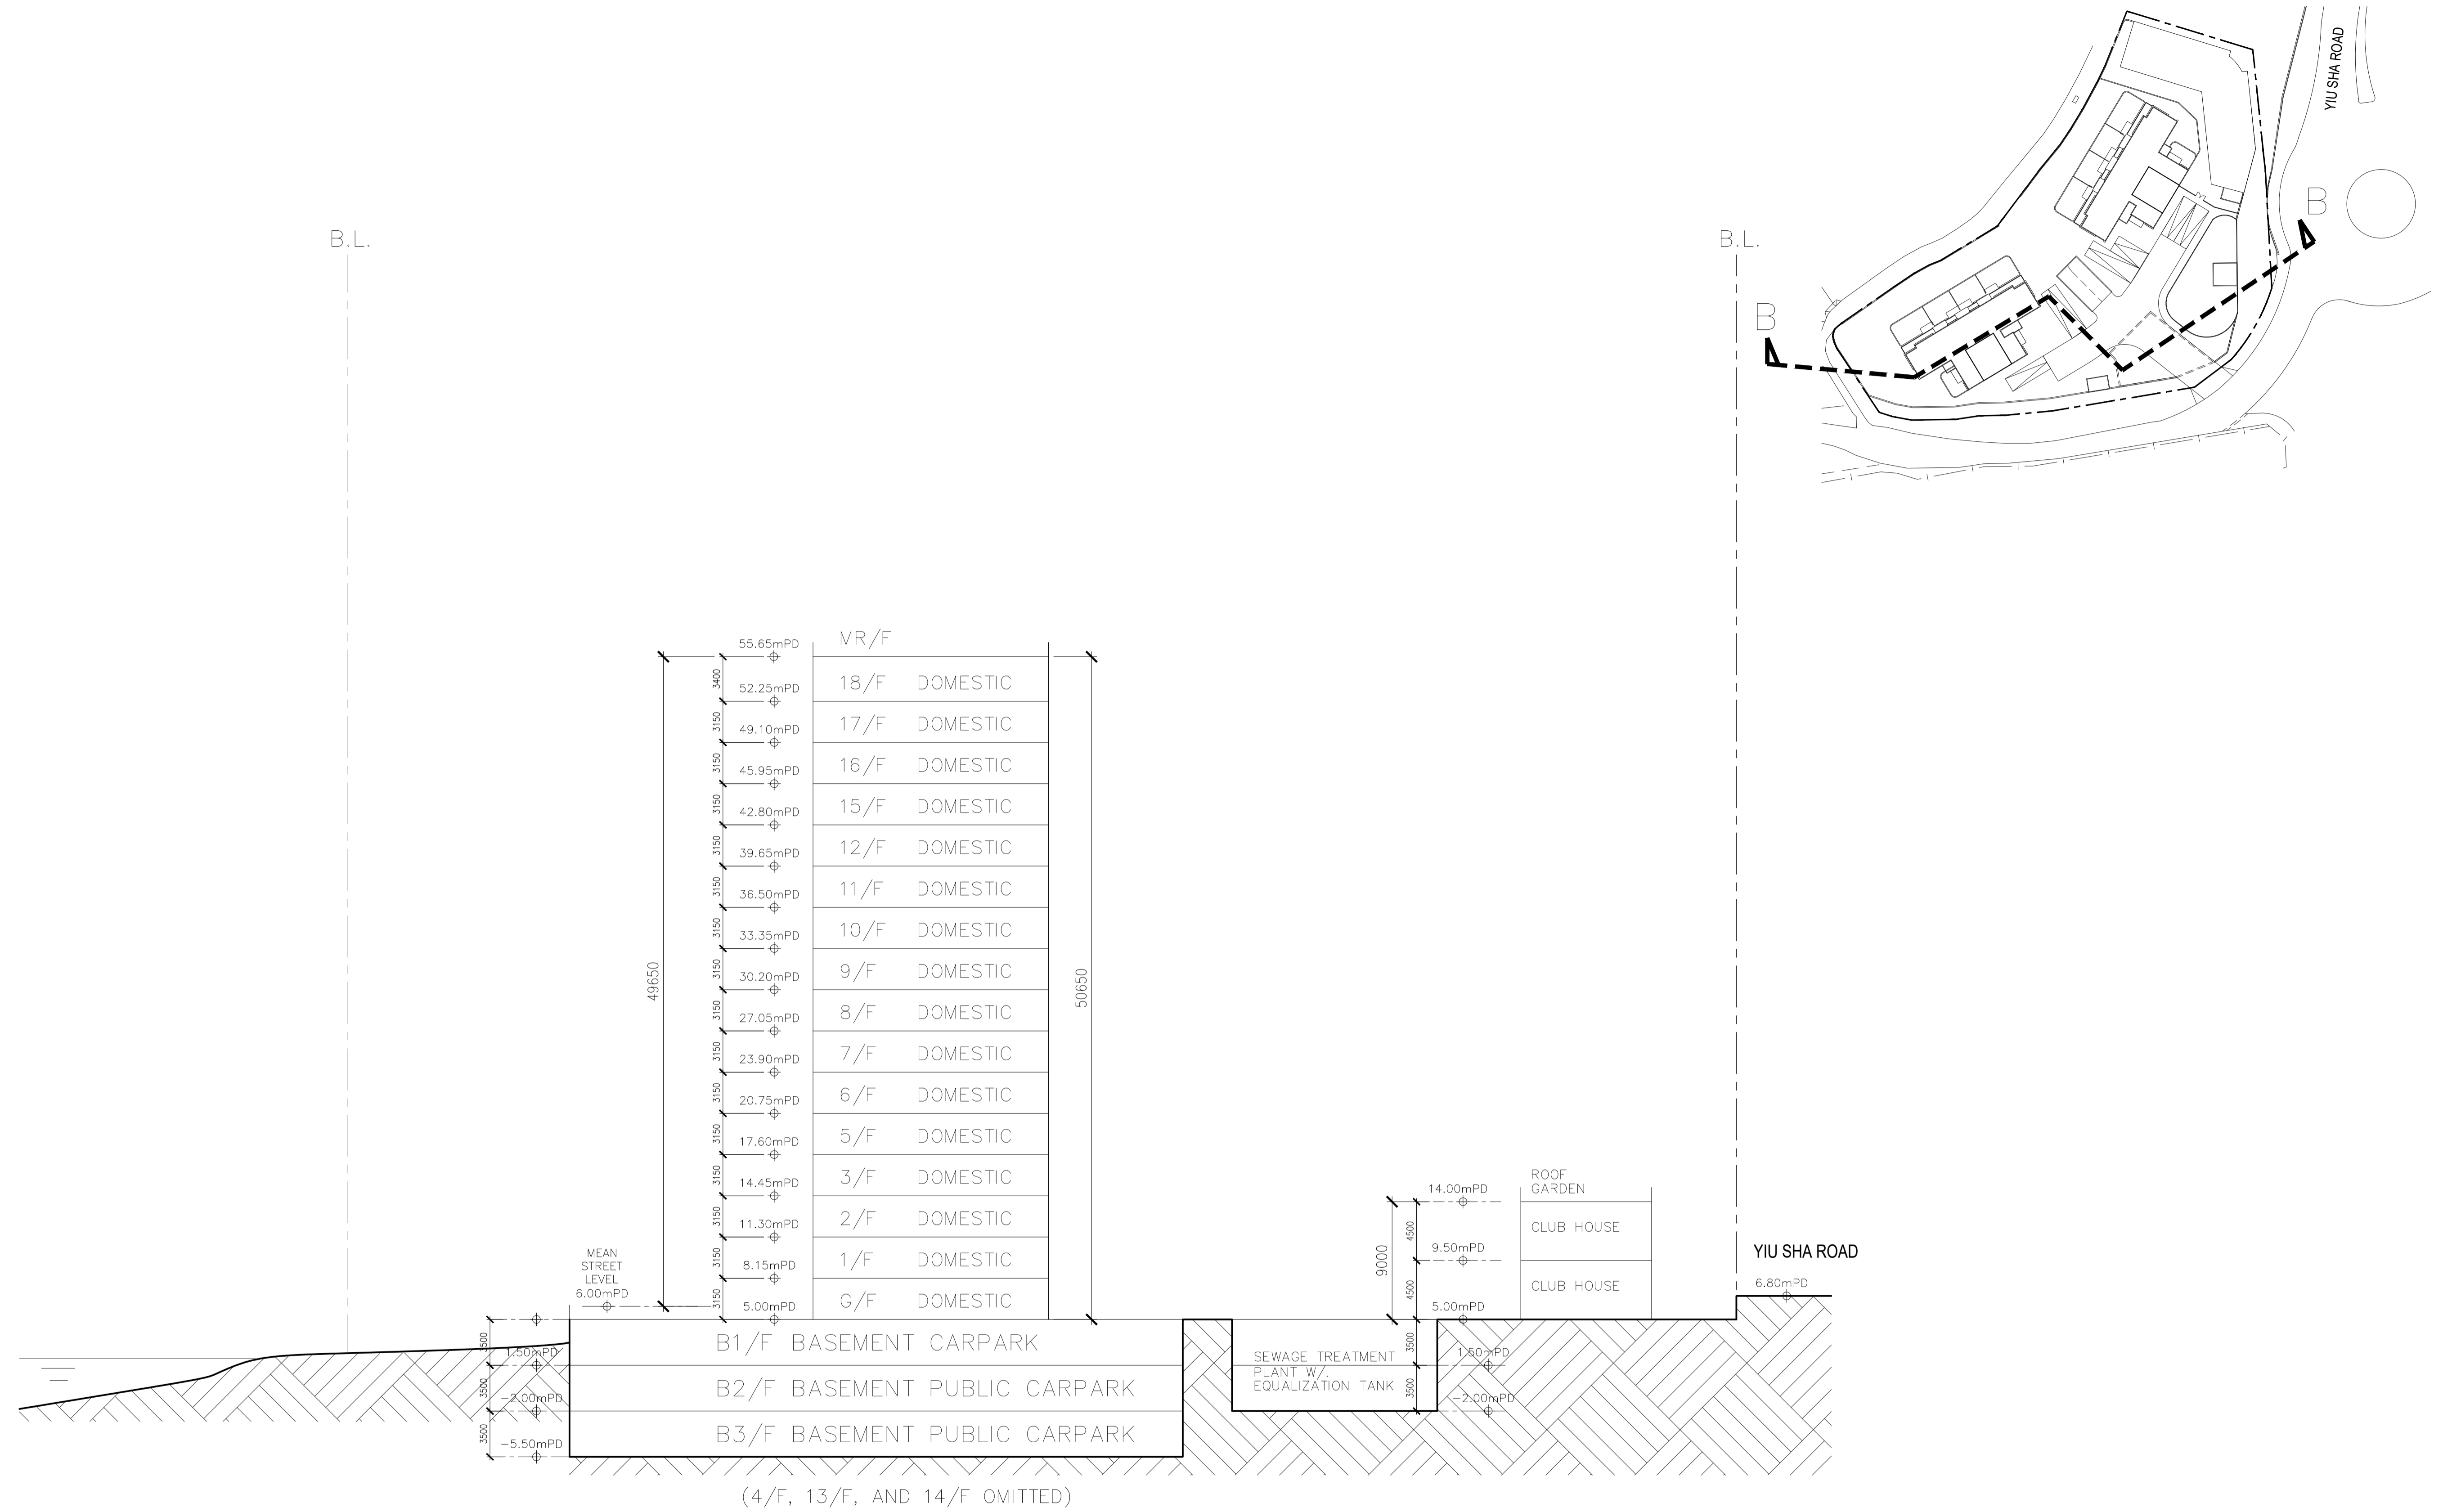 YIU SHA ROAD
B
B
B.L.
B.L.
MR/F
55.65mPD
3400
18/F DOMESTIC
52.25mPD
3150
17/F DOMESTIC
49.10mPD
3150
16/F DOMESTIC
45.95mPD
3150
15/F DOMESTIC
42.80mPD
3150
12/F DOMESTIC
39.65mPD
3150
11/F DOMESTIC
36.50mPD
3150
10/F DOMESTIC
33.35mPD
3150
9/F DOMESTIC
30.20mPD
3150
8/F DOMESTIC
27.05mPD
3150
7/F DOMESTIC
23.90mPD
3150
6/F DOMESTIC
20.75mPD
3150
5/F DOMESTIC
17.60mPD
3150
3/F DOMESTIC
14.45mPD
3150
2/F DOMESTIC
11.30mPD
3150
1/F DOMESTIC
8.15mPD
3150
G/F DOMESTIC
5.00mPD
49650
50650
MEAN
STREET
LEVEL
6.00mPD
3500
1.50mPD
3500
-2.00mPD
3500
-5.50mPD
B1/F BASEMENT CARPARK
B2/F BASEMENT PUBLIC CARPARK
B3/F BASEMENT PUBLIC CARPARK
SEWAGE TREATMENT
PLANT W/.
EQUALIZATION TANK
ROOF
GARDEN
14.00mPD
4500
CLUB HOUSE
9.50mPD
9000
4500
CLUB HOUSE
5.00mPD
3500
1.50mPD
3500
-2.00mPD
YIU SHA ROAD
6.80mPD
(4/F, 13/F, AND 14/F OMITTED)